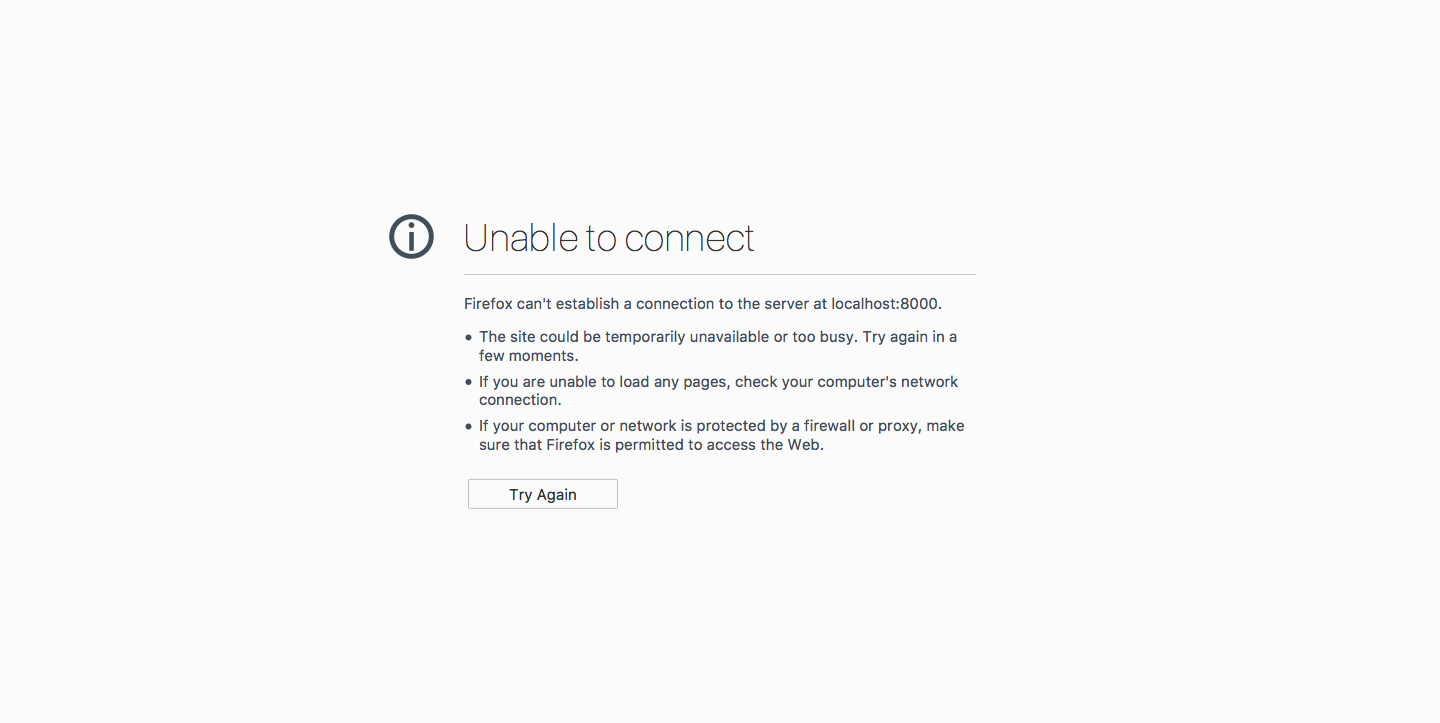 Unable to connect
Firefox can't establish a connection to the server at localhost:8000.
• The site could be temporarily unavailable or too busy. Try again in a
few moments.
• If you are unable to load any pages, check your computer's network
connection.
• If your computer or network is protected by a firewall or proxy, make
sure that Firefox is permitted to access the Web.
Try Again